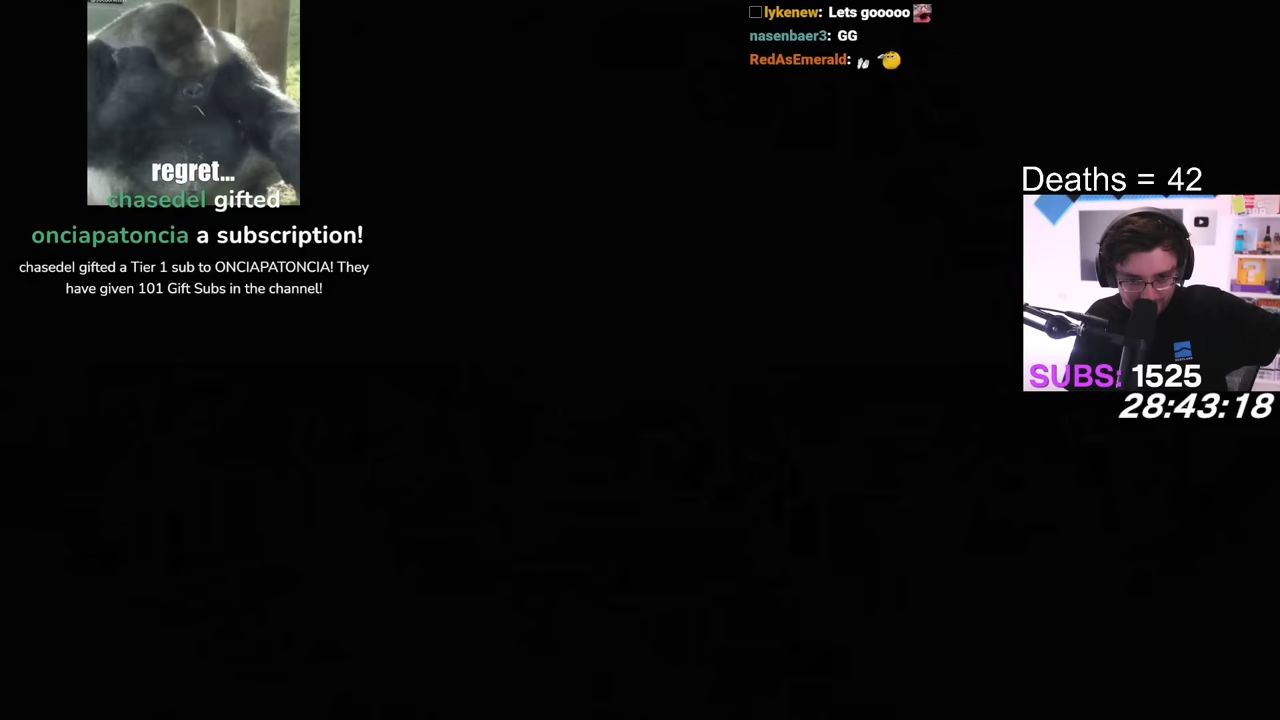 regret...
chasedel gifted
onciapatoncia a subscription!
chasedel gifted a Tier 1 sub to ONCIAPATONCIA! They
have given 101 Gift Subs in the channel!
lykenew: Lets gooooo
nasenbaer3: GG
RedAsEmerald:
Deaths = 42
SUBS: 1525
28:43:18